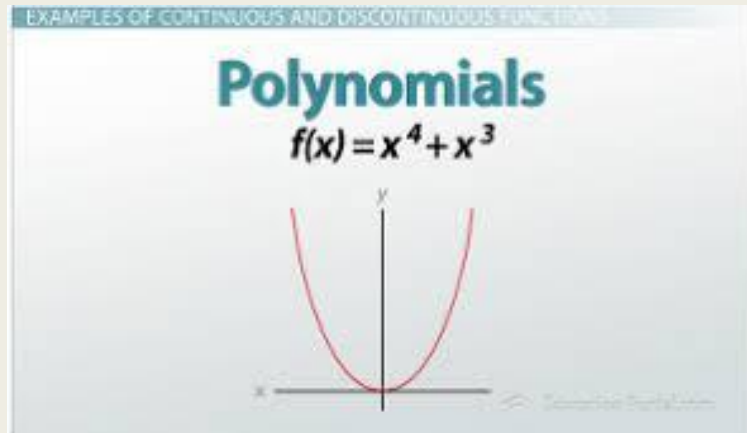 EXAMPLES OF CONTINUOUS AND DISCONTINUOUS FUNCTIONS
Polynomials
f(x) = x⁴ + x³
y
x